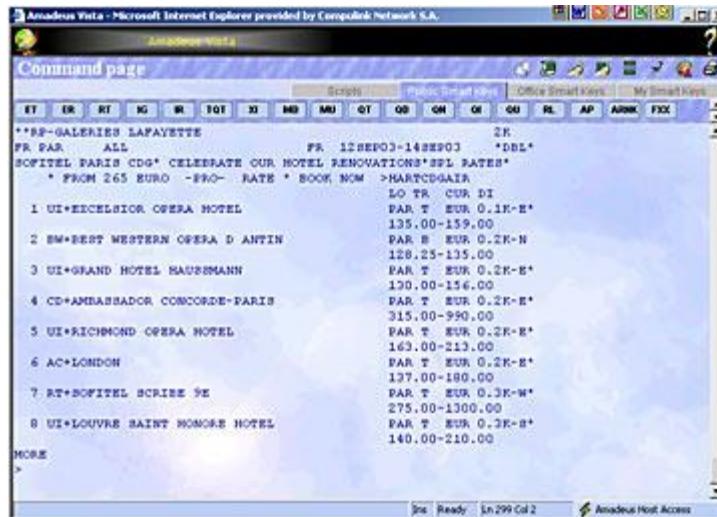 Amadeus Vista - Microsoft Internet Explorer provided by Compulink Network S.A.
Amadeus Vista
Command page
Scripts Public Smart Keys Office Smart Keys My Smart Keys
ET ER RT IG IR TQT XI MD MU QT QD QN QI QU RL AP ARNK FXX
**RP-GALERIES LAFAYETTE 2K
FR PAR ALL FR 12SEP03-14SEP03 *DBL*
SOFITEL PARIS CDG* CELEBRATE OUR HOTEL RENOVATIONS*SPL RATES*
* FROM 265 EURO -PRO- RATE * BOOK NOW >HARTCDGAIR
LO TR CUR DI
1 UI+EXCELSIOR OPERA HOTEL PAR T EUR 0.1K-E*
135.00-159.00
2 BW+BEST WESTERN OPERA D ANTIN PAR B EUR 0.2K-N
128.25-135.00
3 UI+GRAND HOTEL HAUSSMANN PAR T EUR 0.2K-E*
130.00-156.00
4 CD+AMBASSADOR CONCORDE-PARIS PAR T EUR 0.2K-E*
315.00-990.00
5 UI+RICHMOND OPERA HOTEL PAR T EUR 0.2K-E*
163.00-213.00
6 AC+LONDON PAR T EUR 0.2K-E*
137.00-180.00
7 RT+SOFITEL SCRIBE 9E PAR T EUR 0.3K-W*
275.00-1300.00
8 UI+LOUVRE SAINT HONORE HOTEL PAR T EUR 0.3K-S*
140.00-210.00
MORE
>
Ins Ready Ln 299 Col 2 Amadeus Host Access